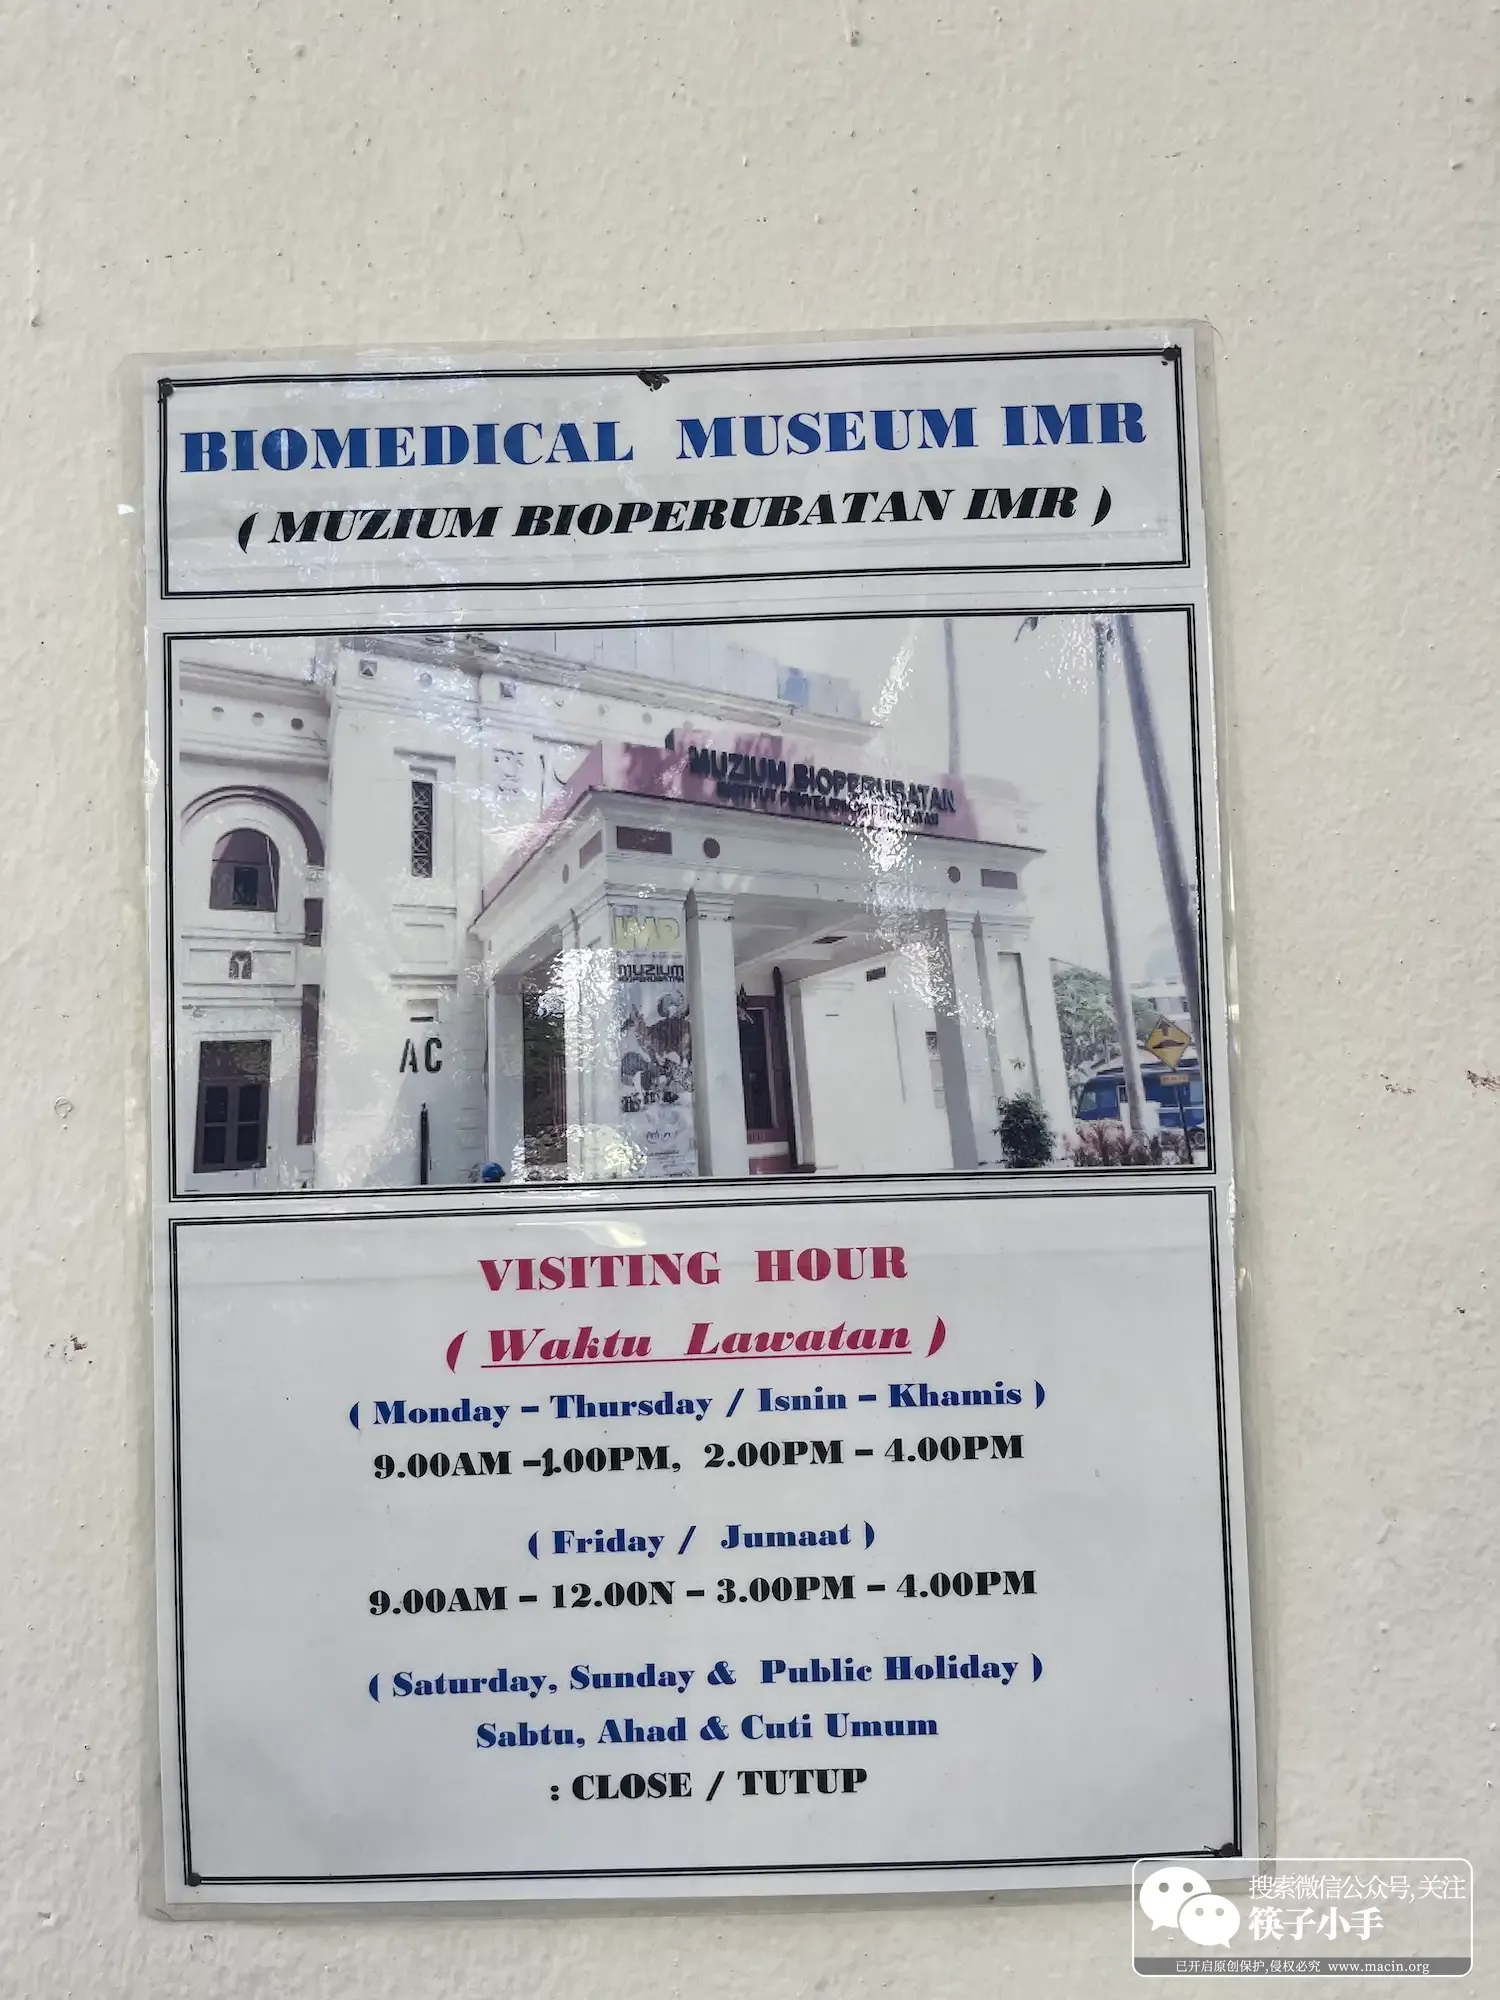 BIOMEDICAL MUSEUM IMR
( MUZIUM BIOPERUBATAN IMR )
MUZIUM BIOPERUBATAN
INSTITUT
MUZIUM
AC
VISITING HOUR
( Waktu Lawatan )
( Monday – Thursday / Isnin – Khamis )
9.00AM –1.00PM, 2.00PM – 4.00PM
( Friday / Jumaat )
9.00AM – 12.00N – 3.00PM – 4.00PM
( Saturday, Sunday & Public Holiday )
Sabtu, Ahad & Cuti Umum
: CLOSE / TUTUP
搜索微信公众号,关注
筷子小手
已开启原创保护,侵权必究 www.macin.org